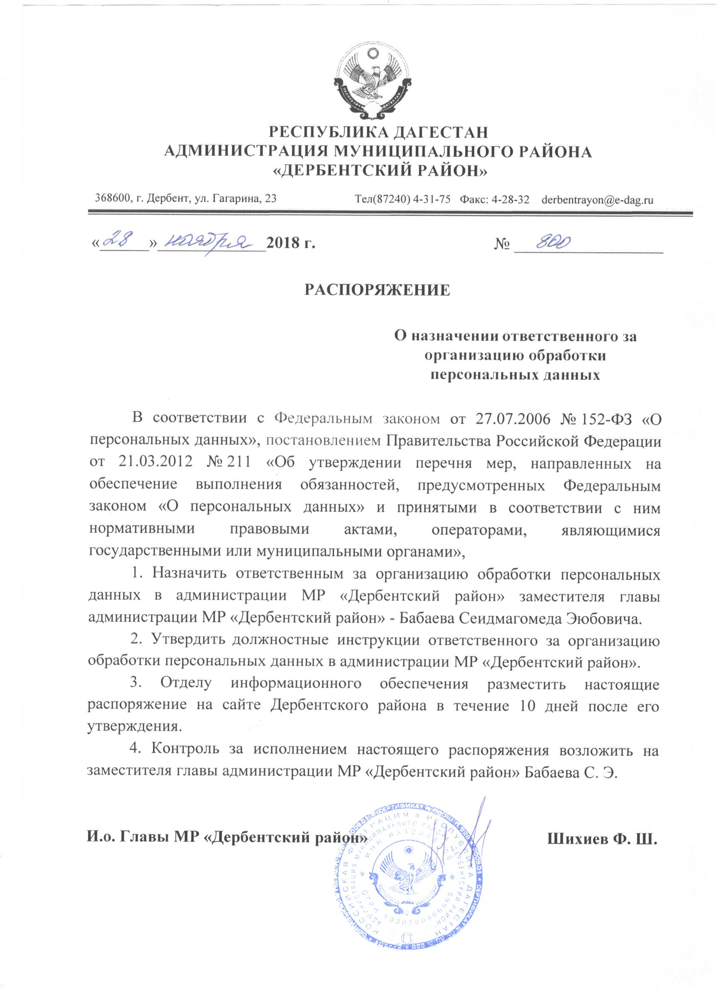 РЕСПУБЛИКА ДАГЕСТАН
РЕСПУБЛИКА ДАГЕСТАН
АДМИНИСТРАЦИЯ МУНИЦИПАЛЬНОГО РАЙОНА
«ДЕРБЕНТСКИЙ РАЙОН»
368600, г. Дербент, ул. Гагарина, 23 Тел(87240) 4-31-75 Факс: 4-28-32 derbentrayon@e-dag.ru
«28» ноября 2018 г. № 800
РАСПОРЯЖЕНИЕ
О назначении ответственного за
организацию обработки
персональных данных
В соответствии с Федеральным законом от 27.07.2006 № 152-ФЗ «О
персональных данных», постановлением Правительства Российской Федерации
от 21.03.2012 № 211 «Об утверждении перечня мер, направленных на
обеспечение выполнения обязанностей, предусмотренных Федеральным
законом «О персональных данных» и принятыми в соответствии с ним
нормативными правовыми актами, операторами, являющимися
государственными или муниципальными органами»,
1. Назначить ответственным за организацию обработки персональных
данных в администрации МР «Дербентский район» заместителя главы
администрации МР «Дербентский район» - Бабаева Сеидмагомеда Эюбовича.
2. Утвердить должностные инструкции ответственного за организацию
обработки персональных данных в администрации МР «Дербентский район».
3. Отделу информационного обеспечения разместить настоящие
распоряжение на сайте Дербентского района в течение 10 дней после его
утверждения.
4. Контроль за исполнением настоящего распоряжения возложить на
заместителя главы администрации МР «Дербентский район» Бабаева С. Э.
И.о. Главы МР «Дербентский район» Шихиев Ф. Ш.
РОССИЙСКАЯ ФЕДЕРАЦИЯ * РЕСПУБЛИКА ДАГЕСТАН
АДМИНИСТРАЦИЯ МУНИЦИПАЛЬНОГО РАЙОНА "ДЕРБЕНТСКИЙ РАЙОН"
ОГРН 1030500866065